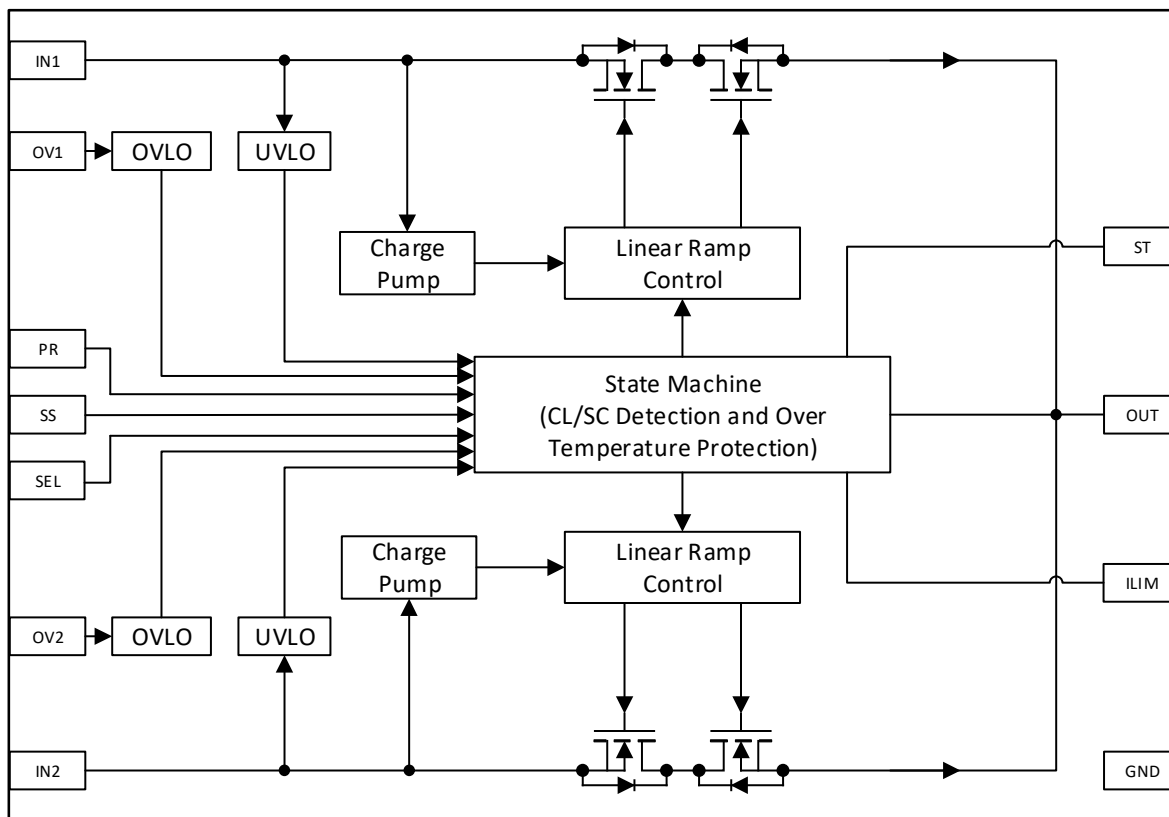 IN1
OV1
OVLO
UVLO
Charge
Pump
Linear Ramp
Control
ST
PR
SS
SEL
State Machine
(CL/SC Detection and Over
Temperature Protection)
OUT
Charge
Pump
Linear Ramp
Control
ILIM
OV2
OVLO
UVLO
IN2
GND